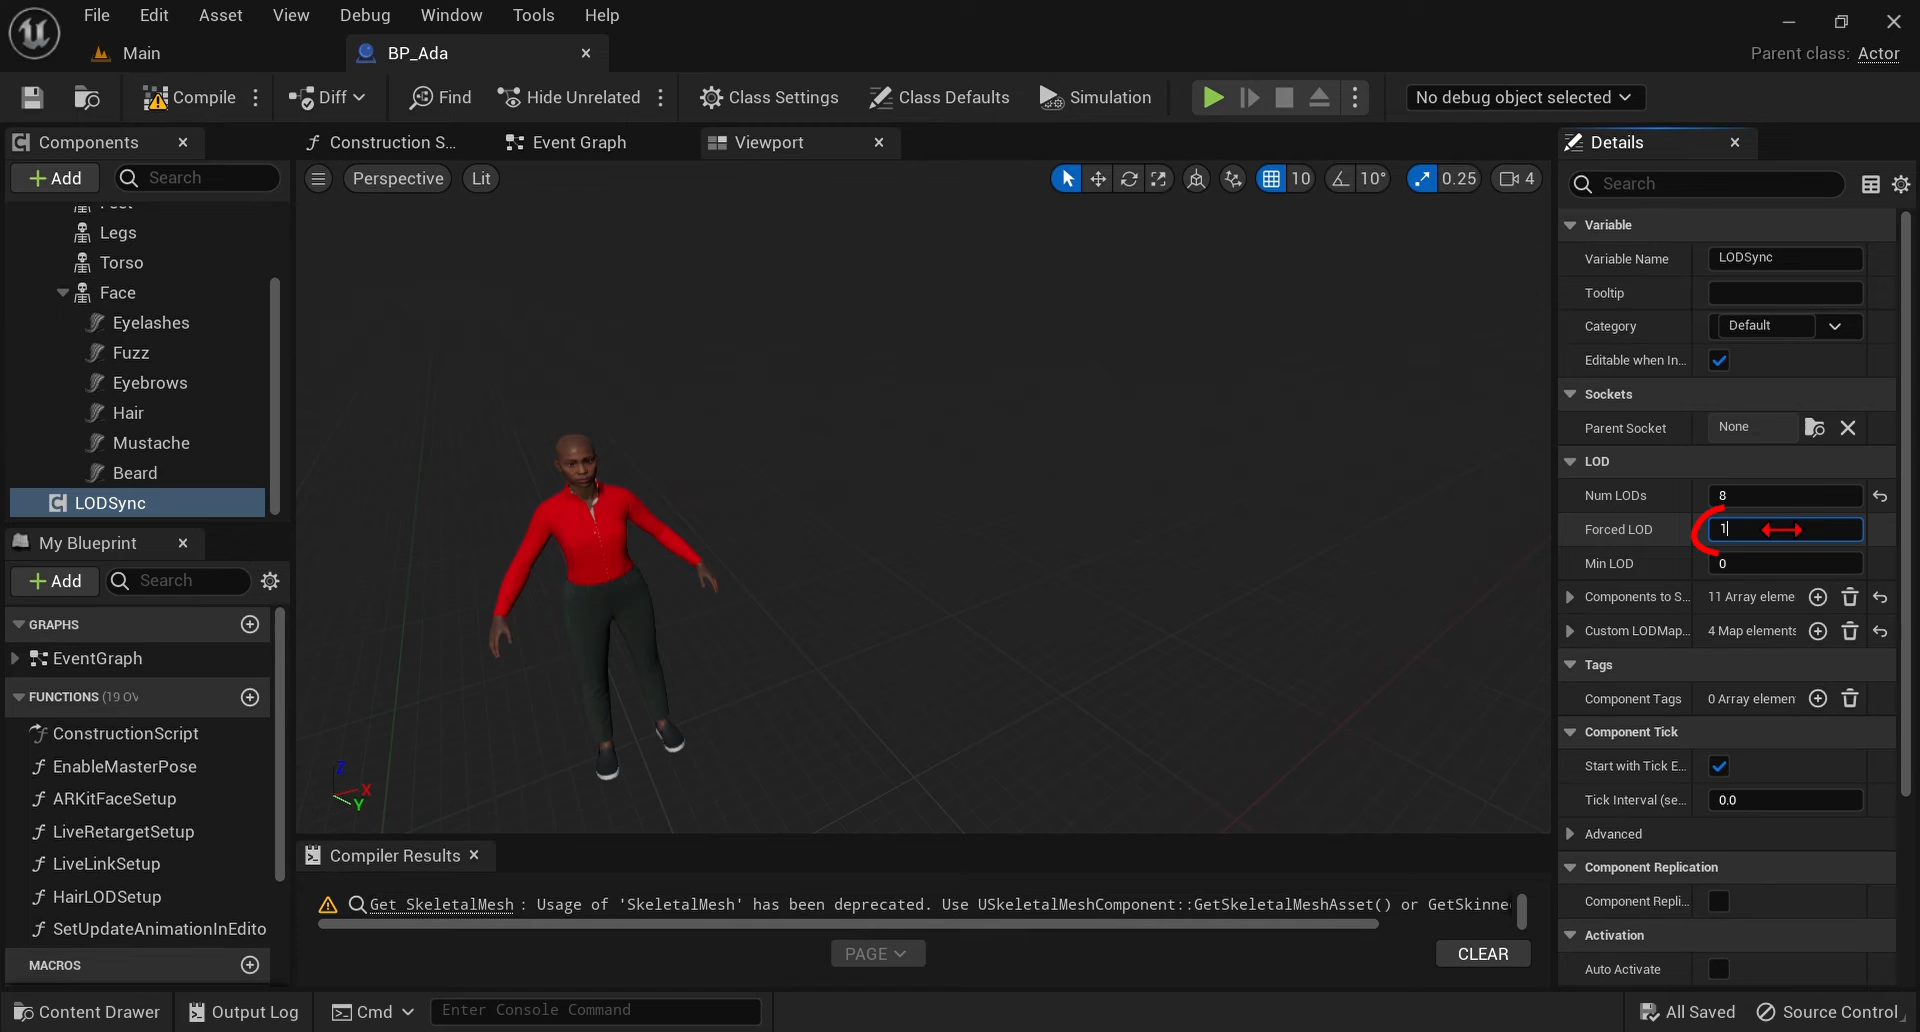 File Edit Asset View Debug Window Tools Help
Main
BP_Ada
Parent class: Actor
Compile
Diff
Find
Hide Unrelated
Class Settings
Class Defaults
Simulation
No debug object selected
Components
Construction S...
Event Graph
Viewport
Details
Add
Search
Perspective
Lit
10
10°
0.25
4
Search
Legs
Torso
Face
Eyelashes
Fuzz
Eyebrows
Hair
Mustache
Beard
LODSync
My Blueprint
Add
Search
GRAPHS
EventGraph
FUNCTIONS (19 OV
ConstructionScript
EnableMasterPose
ARKitFaceSetup
LiveRetargetSetup
LiveLinkSetup
HairLODSetup
SetUpdateAnimationInEdito
MACROS
Z
X
Y
Compiler Results
Get SkeletalMesh : Usage of 'SkeletalMesh' has been deprecated. Use USkeletalMeshComponent::GetSkeletalMeshAsset() or GetSkinne
PAGE
CLEAR
Variable
Variable Name LODSync
Tooltip
Category Default
Editable when In...
Sockets
Parent Socket None
LOD
Num LODs 8
Forced LOD 1
Min LOD 0
Components to S... 11 Array eleme
Custom LODMap... 4 Map elements
Tags
Component Tags 0 Array elemen
Component Tick
Start with Tick E...
Tick Interval (se... 0.0
Advanced
Component Replication
Component Repli...
Activation
Auto Activate
Content Drawer
Output Log
Cmd
Enter Console Command
All Saved
Source Control